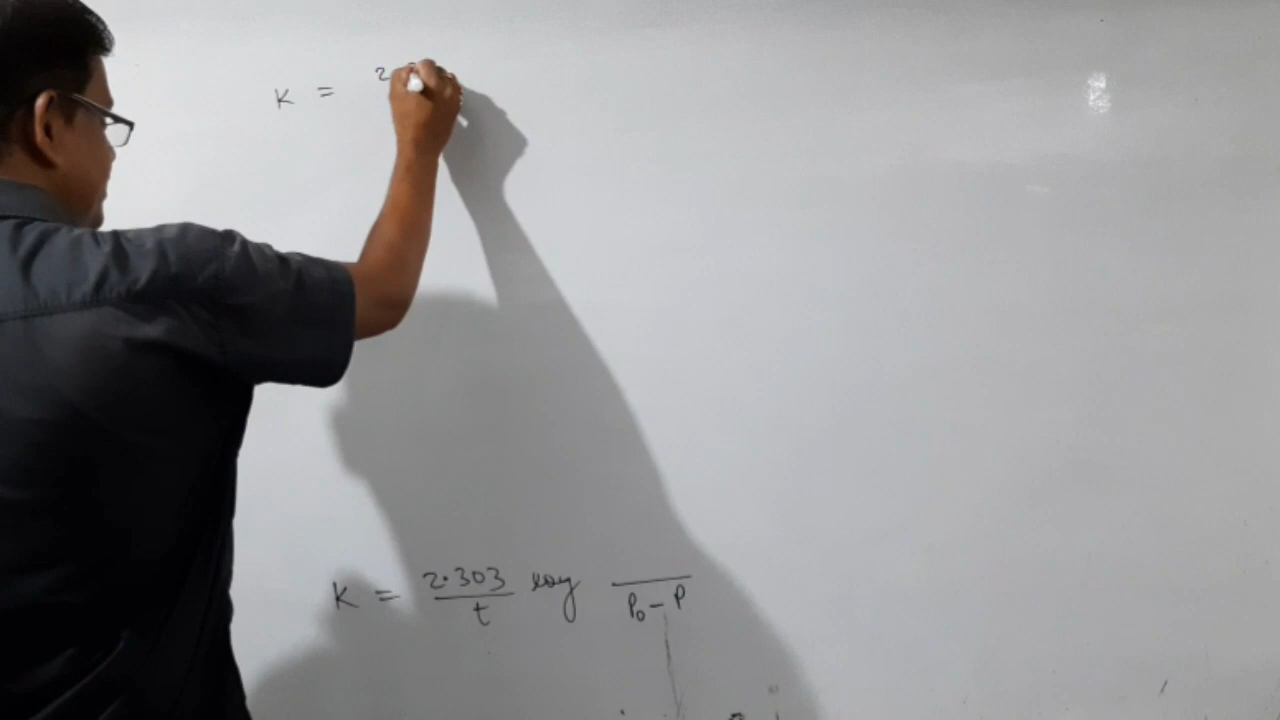 K = 2
K = 2.303/t log /P₀ - P